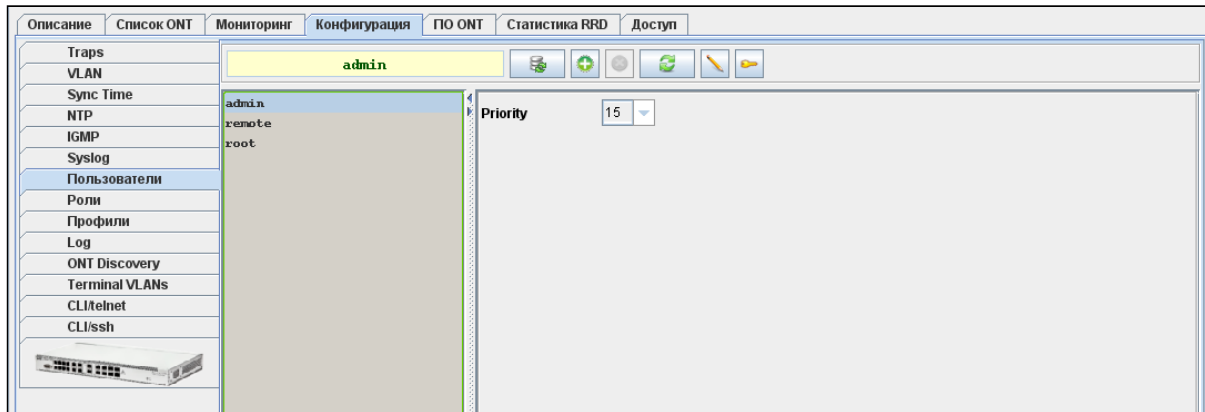 Описание Список ONT Мониторинг Конфигурация ПО ONT Статистика RRD Доступ
Traps
VLAN
Sync Time
NTP
IGMP
Syslog
Пользователи
Роли
Профили
Log
ONT Discovery
Terminal VLANs
CLI/telnet
CLI/ssh
admin
admin
remote
root
Priority 15